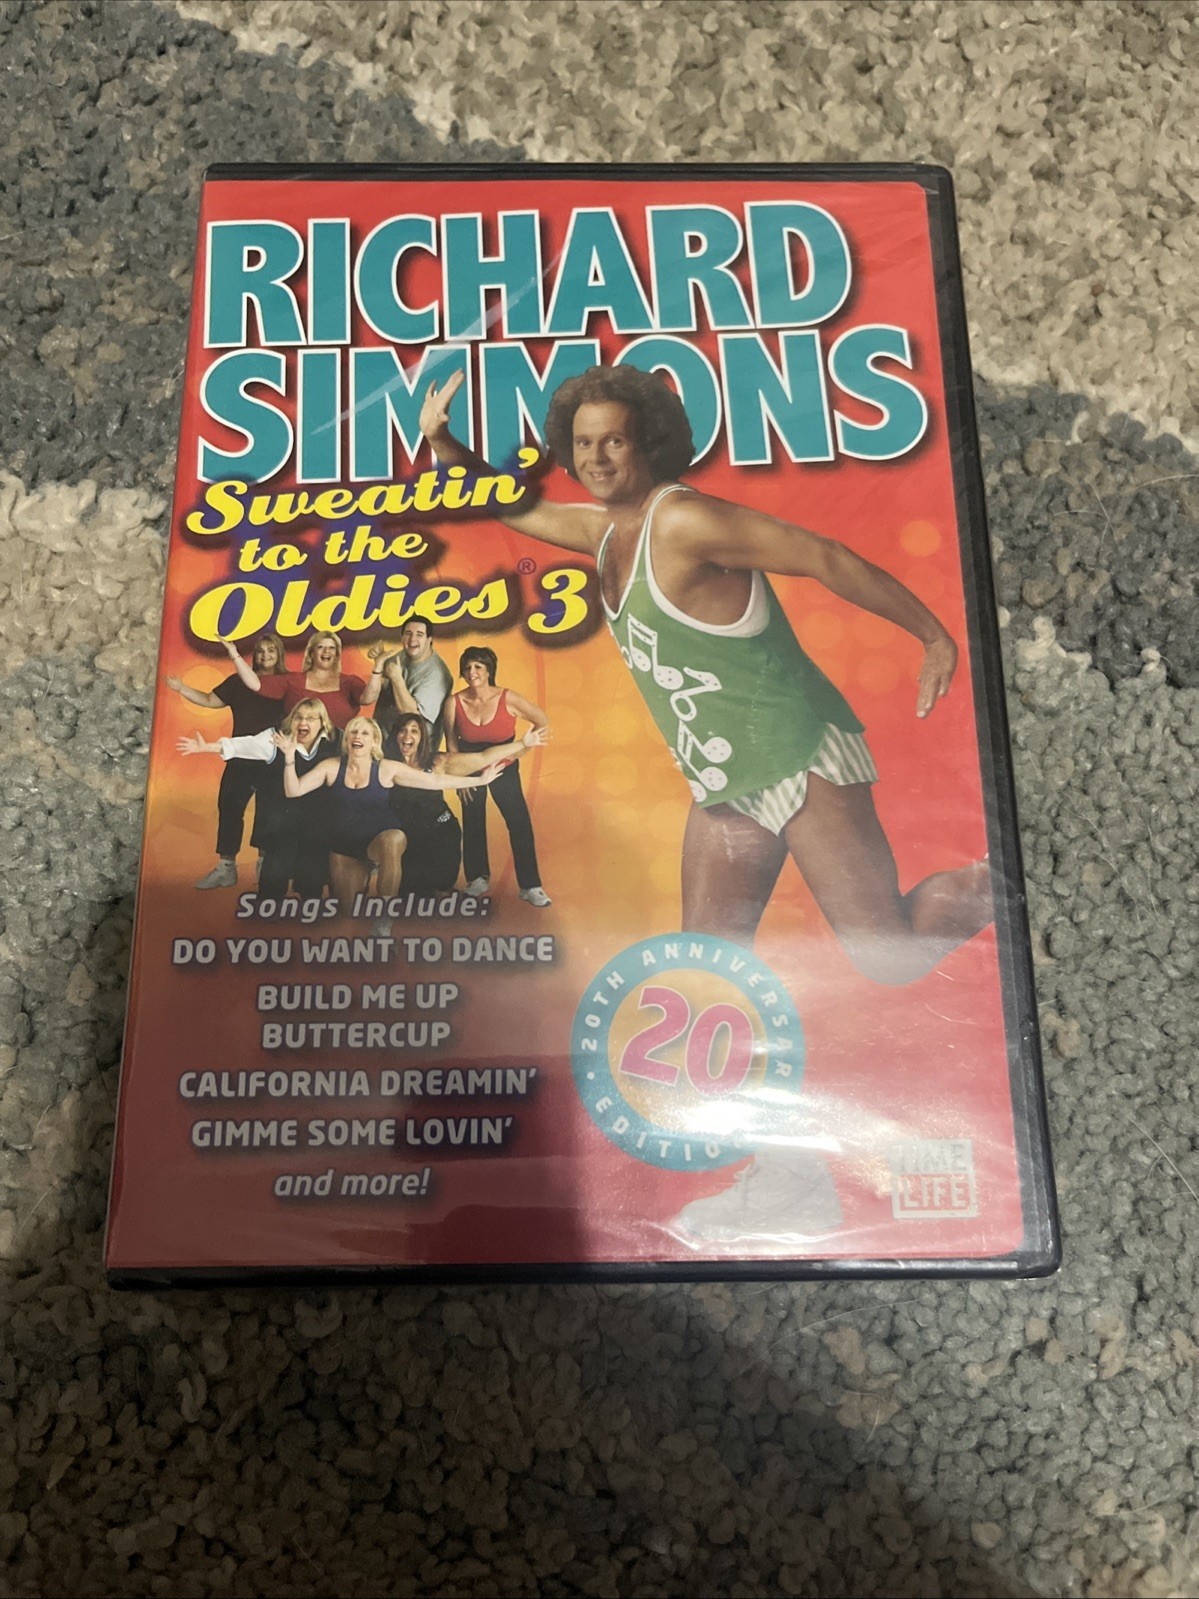 RICHARD
SIMMONS
Sweatin'
to the
Oldies® 3
Songs Include:
DO YOU WANT TO DANCE
BUILD ME UP
BUTTERCUP
CALIFORNIA DREAMIN'
GIMME SOME LOVIN'
and more!
• 20TH ANNIVERSARY
EDITION
20
TIME
LIFE